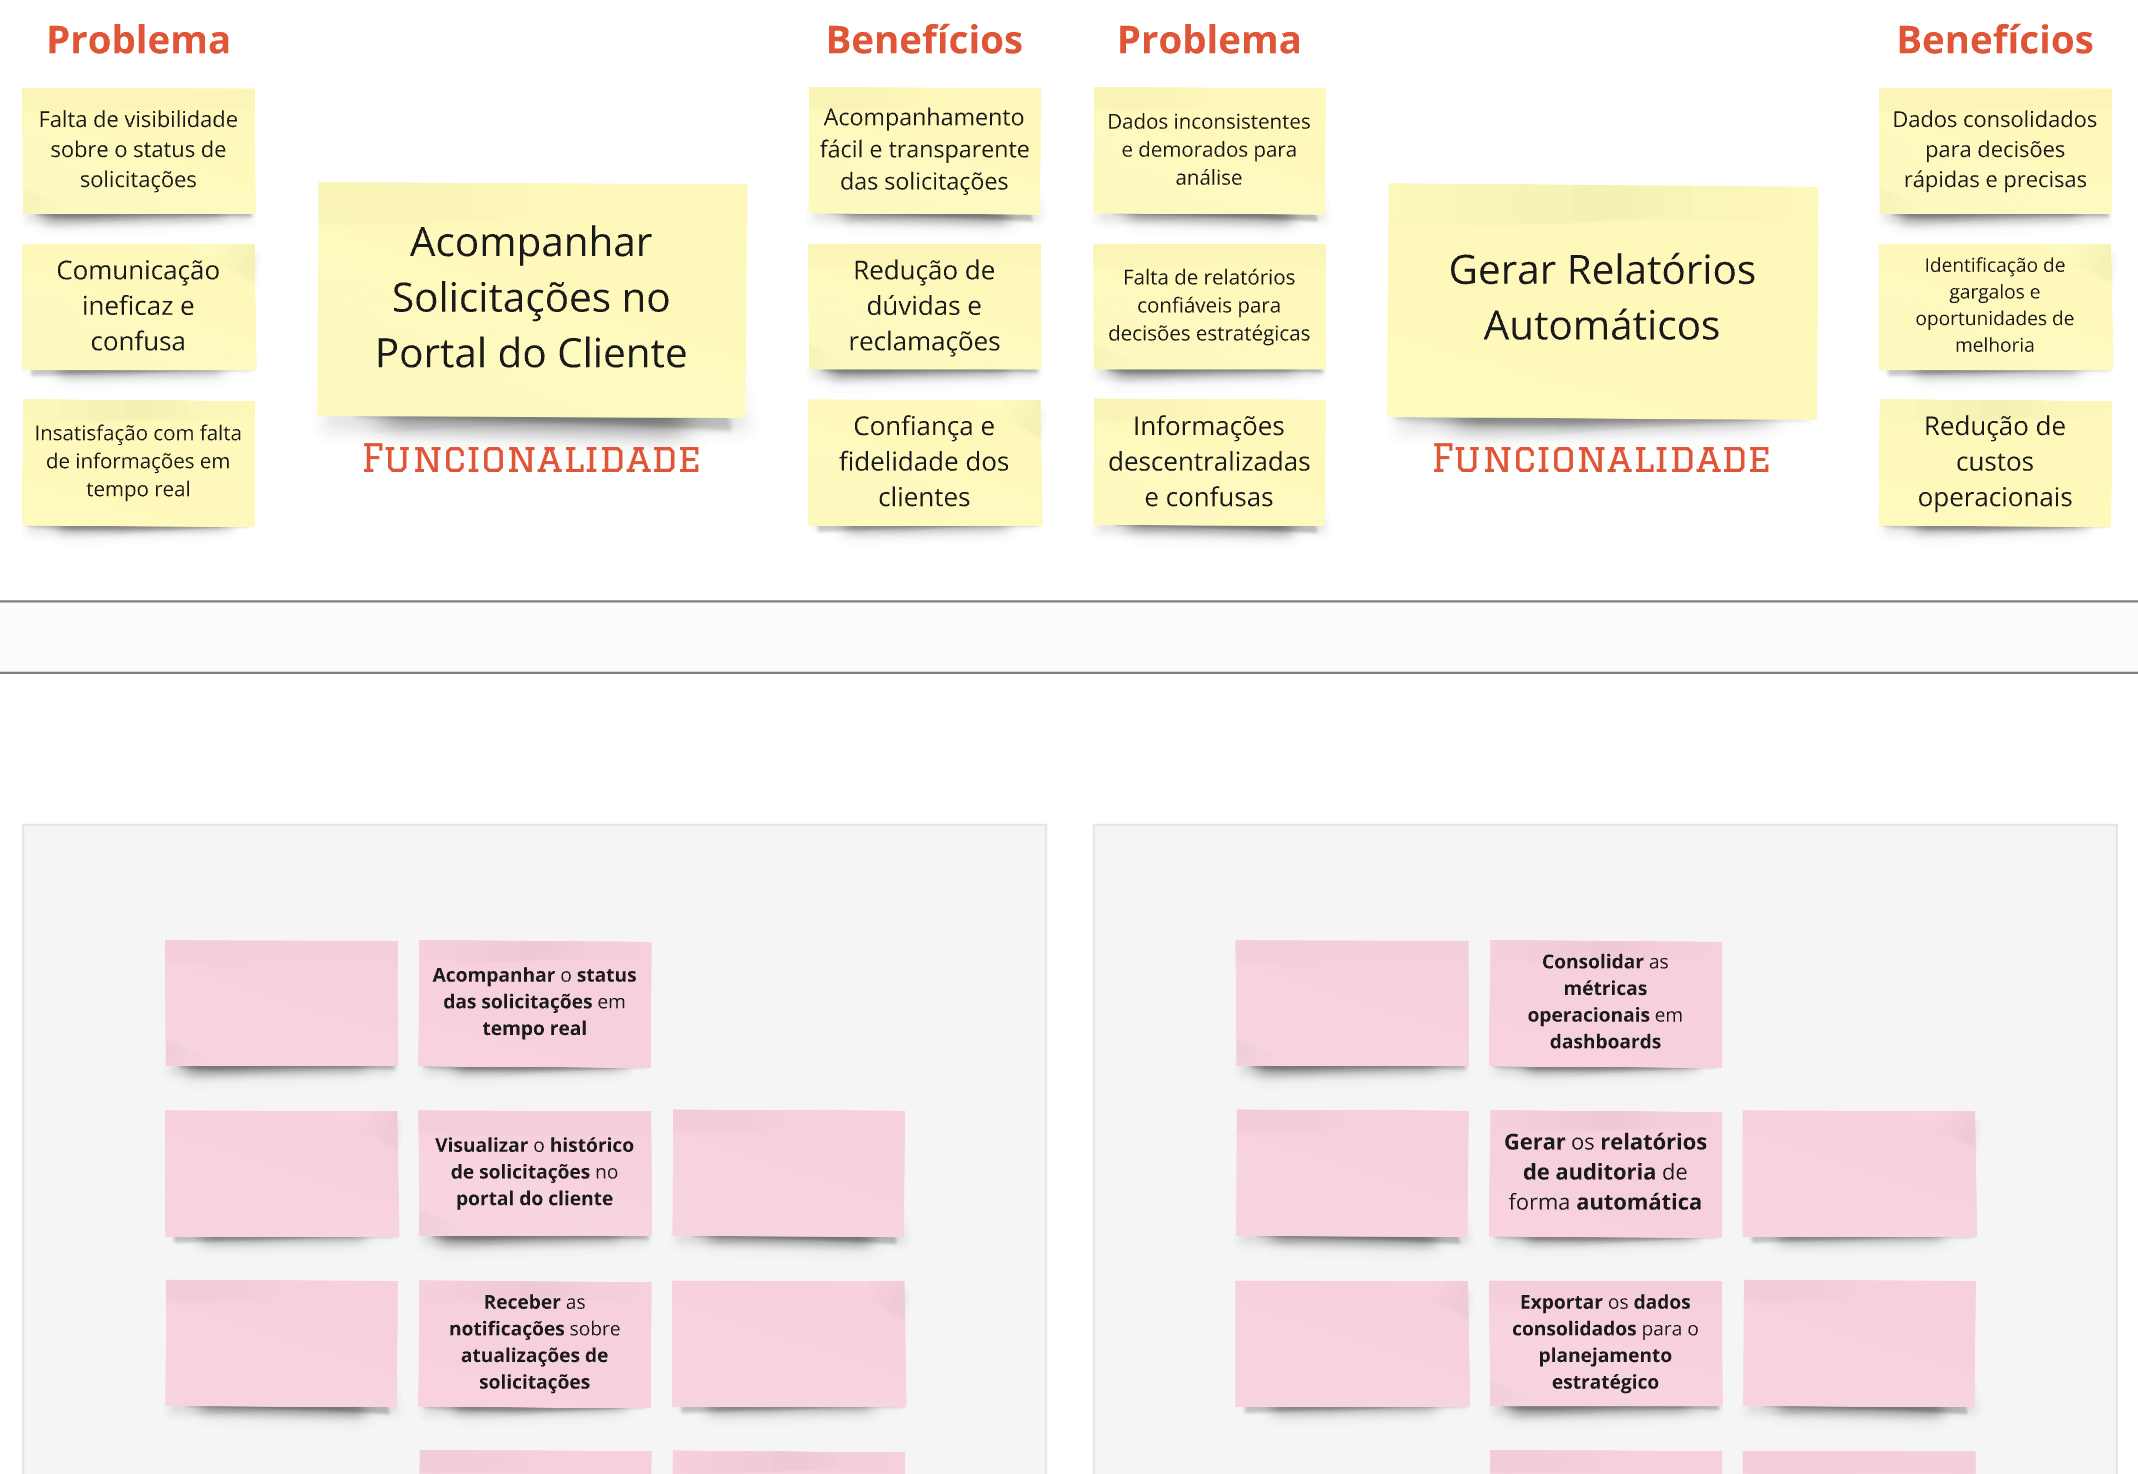 Problema
Falta de visibilidade
sobre o status de
solicitações
Comunicação
ineficaz e
confusa
Insatisfação com falta
de informações em
tempo real
Acompanhar
Solicitações no
Portal do Cliente
Funcionalidade
Benefícios
Acompanhamento
fácil e transparente
das solicitações
Redução de
dúvidas e
reclamações
Confiança e
fidelidade dos
clientes
Problema
Dados inconsistentes
e demorados para
análise
Falta de relatórios
confiáveis para
decisões estratégicas
Informações
descentralizadas
e confusas
Gerar Relatórios
Automáticos
Funcionalidade
Benefícios
Dados consolidados
para decisões
rápidas e precisas
Identificação de
gargalos e
oportunidades de
melhoria
Redução de
custos
operacionais
Acompanhar o status
das solicitações em
tempo real
Visualizar o histórico
de solicitações no
portal do cliente
Receber as
notificações sobre
atualizações de
solicitações
Consolidar as
métricas
operacionais em
dashboards
Gerar os relatórios
de auditoria de
forma automática
Exportar os dados
consolidados para o
planejamento
estratégico